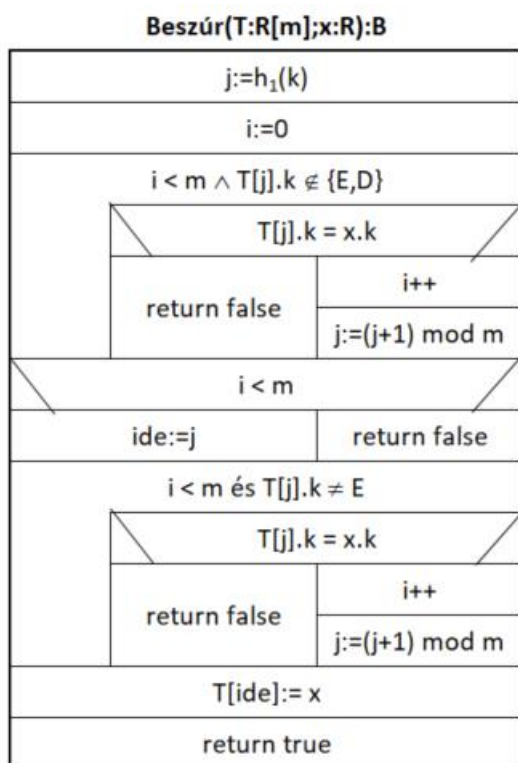 Beszúr(T:R[m];x:R):B
j:=h₁(k)
i:=0
i < m ∧ T[j].k ∉ {E,D}
T[j].k = x.k
return false
i++
j:=(j+1) mod m
i < m
ide:=j
return false
i < m és T[j].k ≠ E
T[j].k = x.k
return false
i++
j:=(j+1) mod m
T[ide]:= x
return true